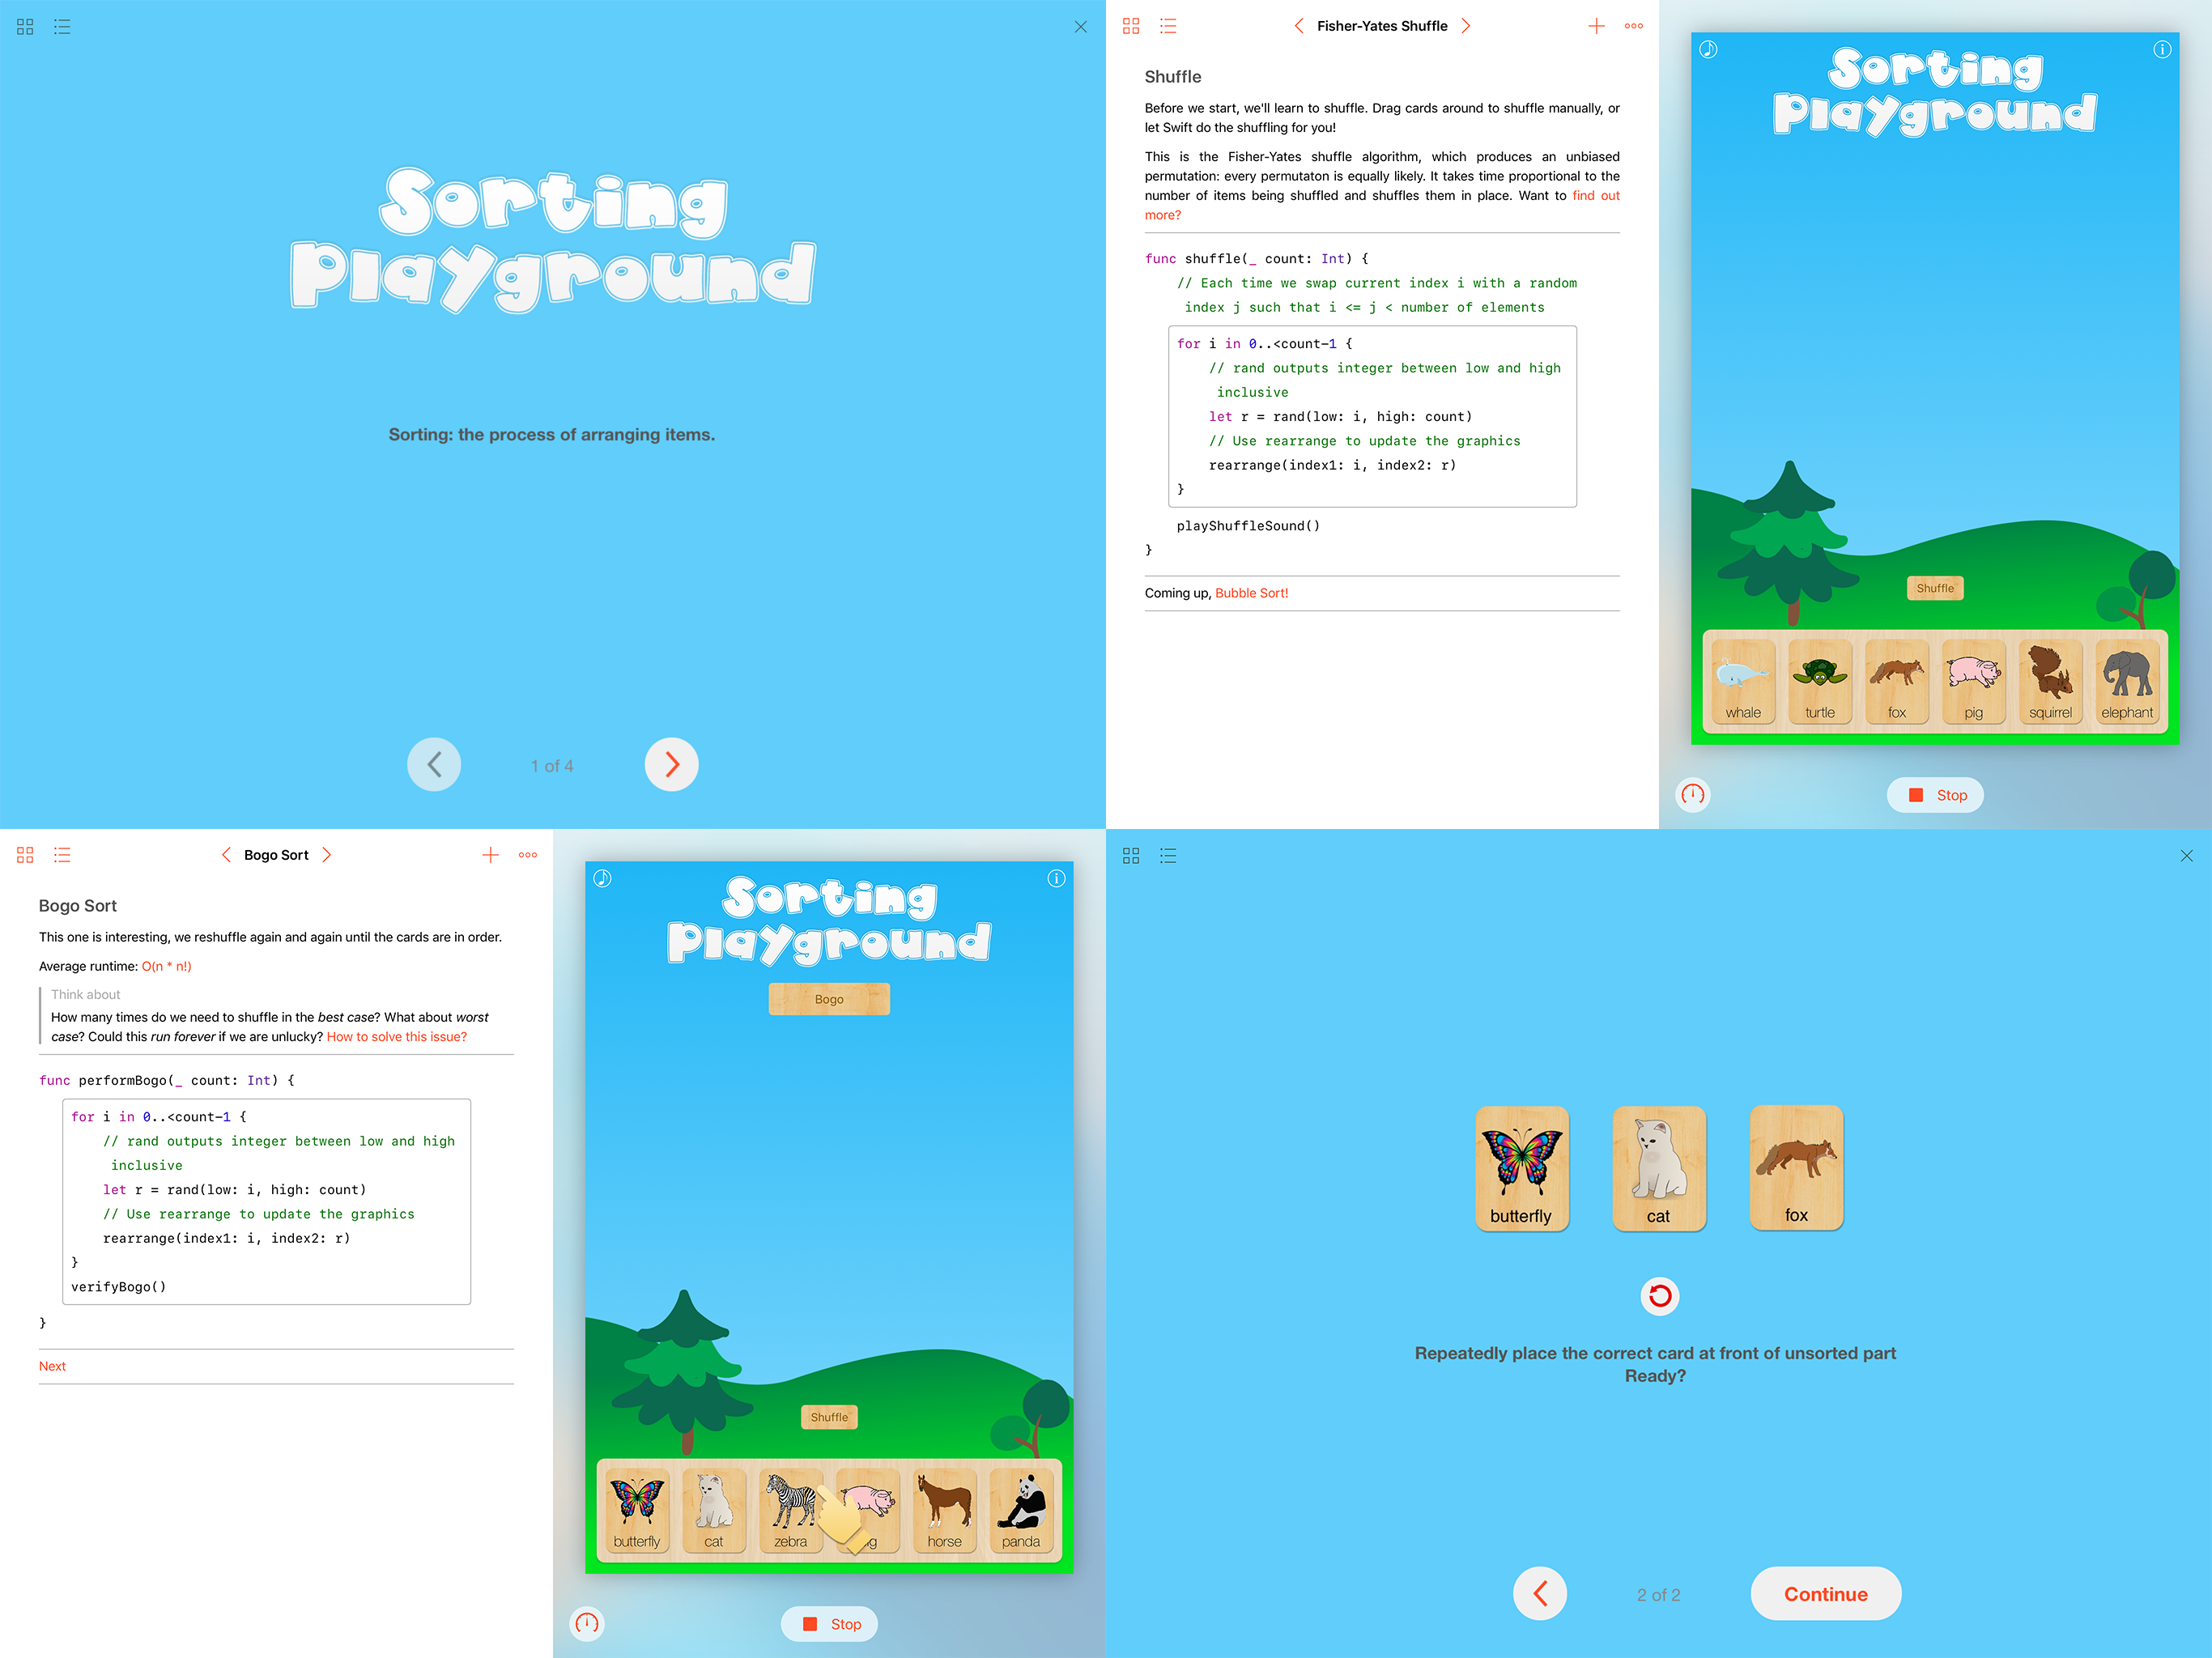 Sorting
Playground
Sorting: the process of arranging items.
1 of 4
Fisher-Yates Shuffle
Shuffle
Before we start, we'll learn to shuffle. Drag cards around to shuffle manually, or
let Swift do the shuffling for you!
This is the Fisher-Yates shuffle algorithm, which produces an unbiased
permutation: every permutaton is equally likely. It takes time proportional to the
number of items being shuffled and shuffles them in place. Want to find out
more?
func shuffle(_ count: Int) {
// Each time we swap current index i with a random
index j such that i <= j < number of elements
for i in 0..<count-1 {
// rand outputs integer between low and high
inclusive
let r = rand(low: i, high: count)
// Use rearrange to update the graphics
rearrange(index1: i, index2: r)
}
playShuffleSound()
}
Coming up, Bubble Sort!
Sorting
Playground
Shuffle
whale turtle fox pig squirrel elephant
Stop
Bogo Sort
Bogo Sort
This one is interesting, we reshuffle again and again until the cards are in order.
Average runtime: O(n * n!)
Think about
How many times do we need to shuffle in the best case? What about worst
case? Could this run forever if we are unlucky? How to solve this issue?
func performBogo(_ count: Int) {
for i in 0..<count-1 {
// rand outputs integer between low and high
inclusive
let r = rand(low: i, high: count)
// Use rearrange to update the graphics
rearrange(index1: i, index2: r)
}
verifyBogo()
}
Next
Sorting
Playground
Bogo
Shuffle
butterfly cat zebra horse panda
Stop
butterfly cat fox
Repeatedly place the correct card at front of unsorted part
Ready?
2 of 2
Continue